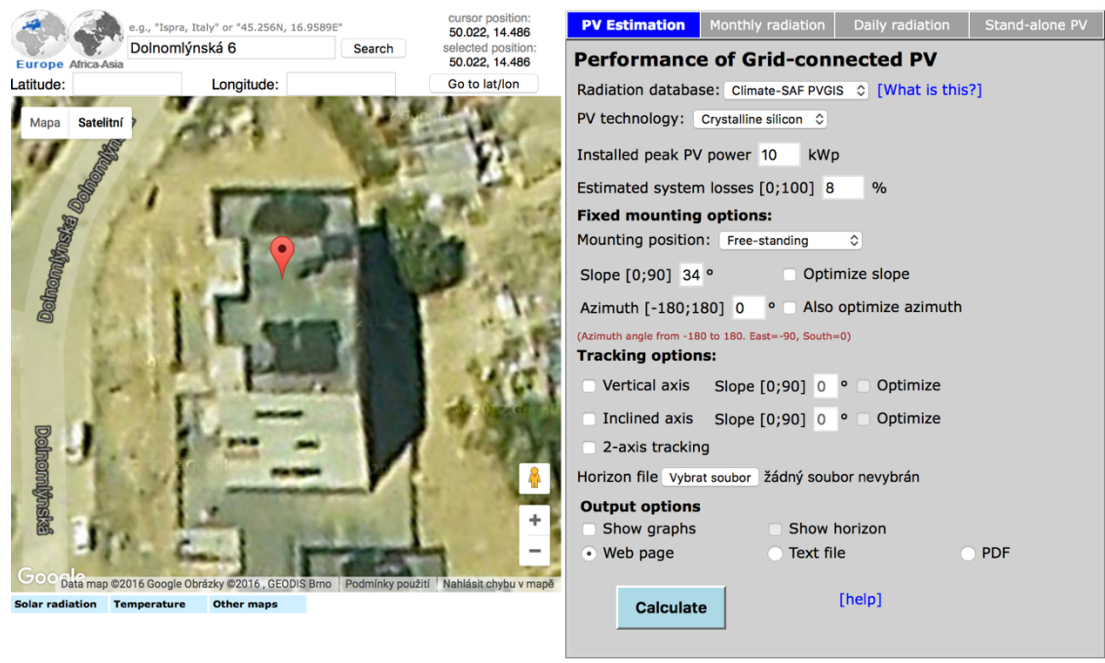 e.g., "Ispra, Italy" or "45.256N, 16.9589E"
Dolnomlýnská 6
Search
cursor position:
50.022, 14.486
selected position:
50.022, 14.486
Europe Africa-Asia
Latitude:
Longitude:
Go to lat/lon
Mapa
Satelitní
Dolnomlýnská
Dolnomlýnská
Google
Data map ©2016 Google Obrázky ©2016 , GEODIS Brno
Podmínky použití
Nahlásit chybu v mapě
Solar radiation
Temperature
Other maps
PV Estimation
Monthly radiation
Daily radiation
Stand-alone PV
Performance of Grid-connected PV
Radiation database: Climate-SAF PVGIS [What is this?]
PV technology: Crystalline silicon
Installed peak PV power 10 kWp
Estimated system losses [0;100] 8 %
Fixed mounting options:
Mounting position: Free-standing
Slope [0;90] 34 ° Optimize slope
Azimuth [-180;180] 0 ° Also optimize azimuth
(Azimuth angle from -180 to 180. East=-90, South=0)
Tracking options:
Vertical axis Slope [0;90] 0 ° Optimize
Inclined axis Slope [0;90] 0 ° Optimize
2-axis tracking
Horizon file Vybrat soubor žádný soubor nevybrán
Output options
Show graphs Show horizon
Web page Text file PDF
Calculate
[help]